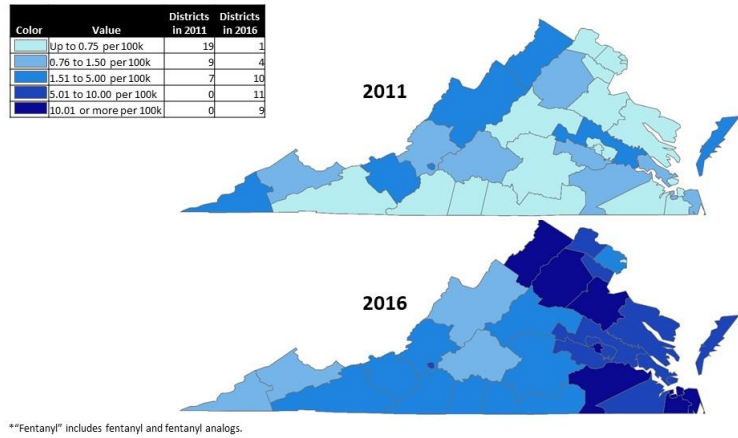 Color Value Districts in 2011 Districts in 2016
Up to 0.75 per 100k 19 1
0.76 to 1.50 per 100k 9 4
1.51 to 5.00 per 100k 7 10
5.01 to 10.00 per 100k 0 11
10.01 or more per 100k 0 9
2011
2016
*"Fentanyl" includes fentanyl and fentanyl analogs.